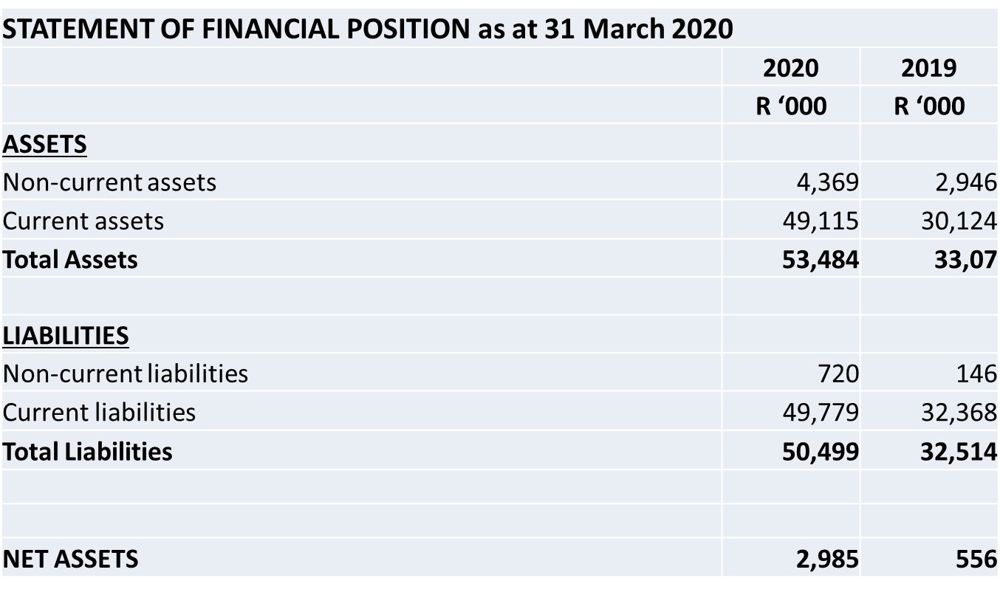 STATEMENT OF FINANCIAL POSITION as at 31 March 2020
2020 2019
R ‘000 R ‘000
ASSETS
Non-current assets 4,369 2,946
Current assets 49,115 30,124
Total Assets 53,484 33,07
LIABILITIES
Non-current liabilities 720 146
Current liabilities 49,779 32,368
Total Liabilities 50,499 32,514
NET ASSETS 2,985 556